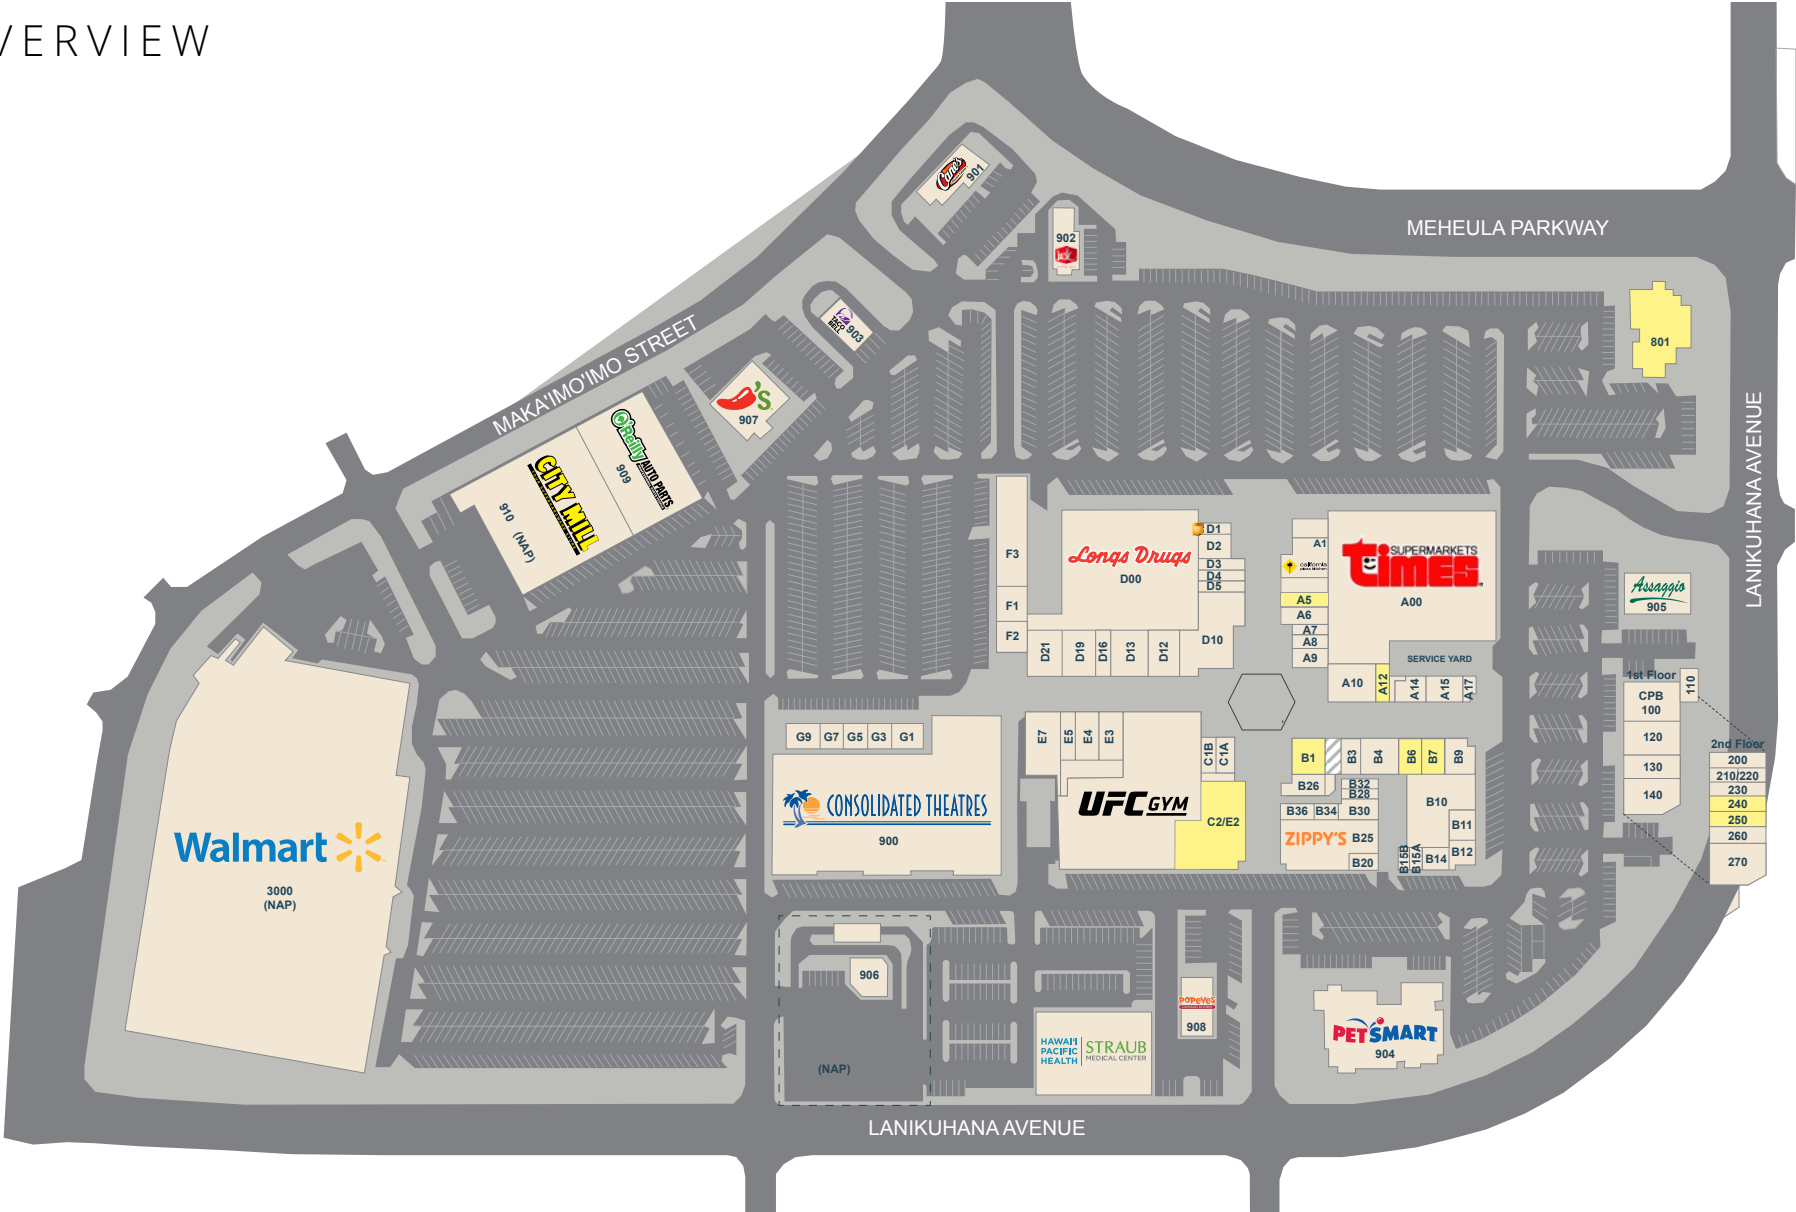 VERVIEW
MEHEULA PARKWAY
MAKA'IMO'IMO STREET
LANIKUHANA AVENUE
LANIKUHANA AVENUE
Cane's
901
902
TACO
BELL
903
'S
907
O'Reilly
AUTO PARTS
909
CITY MILL
910
(NAP)
801
Walmart
3000
(NAP)
F3
F1
F2
Longs Drugs
D00
D1
D2
D3
D4
D5
D10
D21
D19
D16
D13
D12
A1
california
pizza kitchen
A5
A6
A7
A8
A9
times
SUPERMARKETS
A00
SERVICE YARD
A10
A12
A14
A15
A17
Assaggio
905
1st Floor
CPB
100
110
120
130
140
2nd Floor
200
210/220
230
240
250
260
270
G9
G7
G5
G3
G1
CONSOLIDATED THEATRES
900
E7
E5
E4
E3
C1B
C1A
UFC GYM
C2/E2
B1
B3
B4
B6
B7
B9
B26
B32
B28
B36
B34
B30
ZIPPY'S
B25
B20
B10
B11
B12
B15B
B15A
B14
906
(NAP)
HAWAI'I
PACIFIC
HEALTH
STRAUB
MEDICAL CENTER
POPEYES
908
PETSMART
904